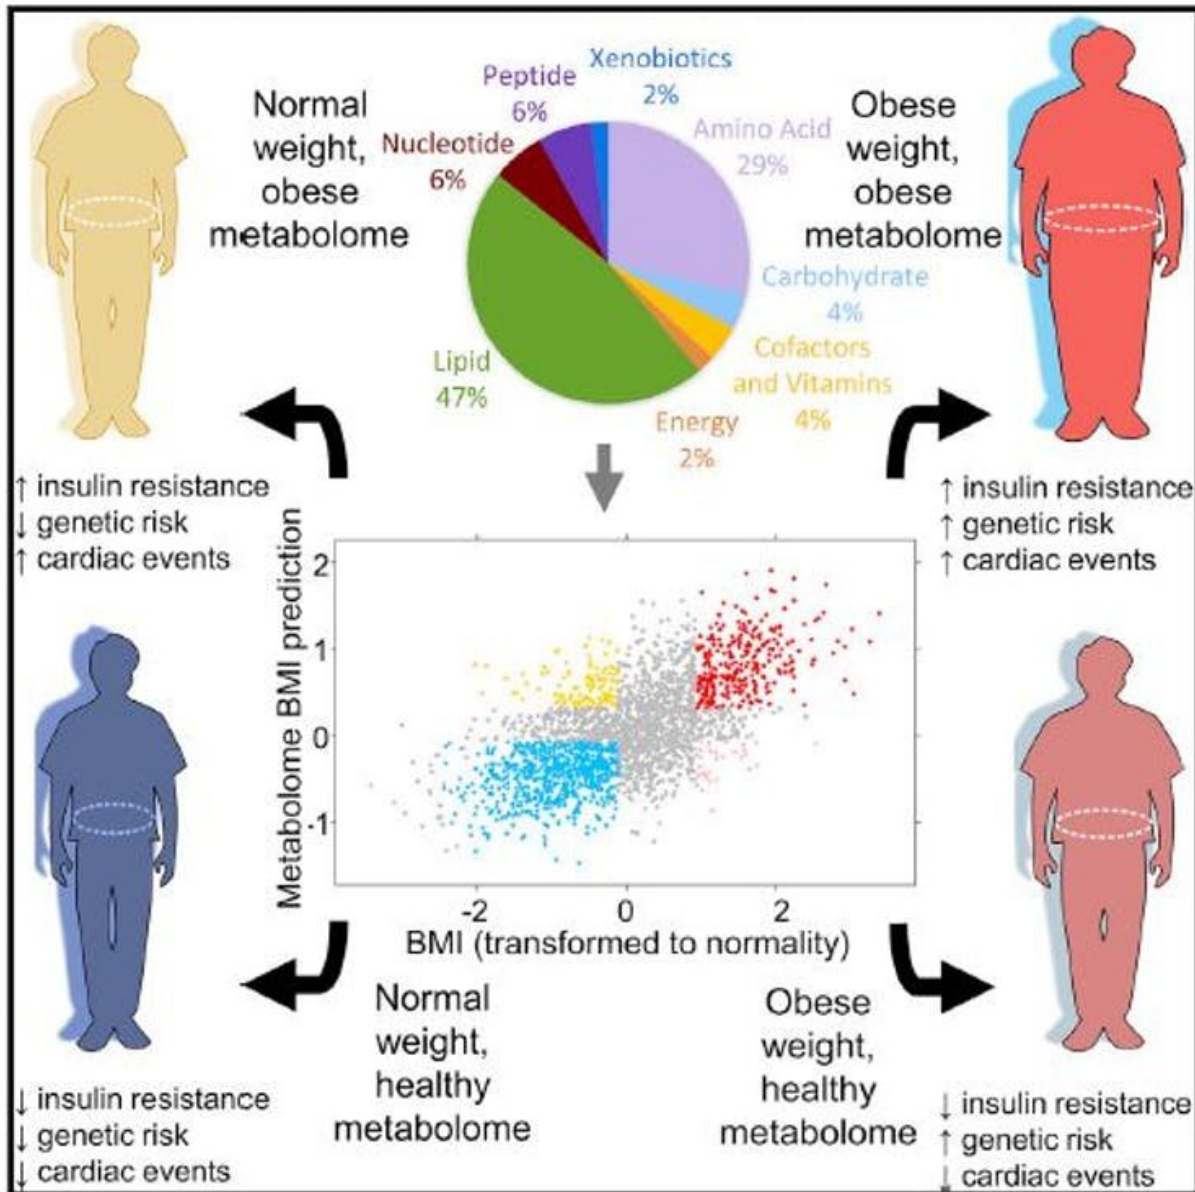 Normal
weight,
obese
metabolome
Peptide
6%
Xenobiotics
2%
Nucleotide
6%
Amino Acid
29%
Carbohydrate
4%
Cofactors
and Vitamins
4%
Energy
2%
Lipid
47%
Obese
weight,
obese
metabolome
↑ insulin resistance
↓ genetic risk
↑ cardiac events
↑ insulin resistance
↑ genetic risk
↑ cardiac events
Metabolome BMI prediction
2
1
0
-1
-2
0
2
BMI (transformed to normality)
Normal
weight,
healthy
metabolome
Obese
weight,
healthy
metabolome
↓ insulin resistance
↓ genetic risk
↓ cardiac events
↓ insulin resistance
↑ genetic risk
↓ cardiac events